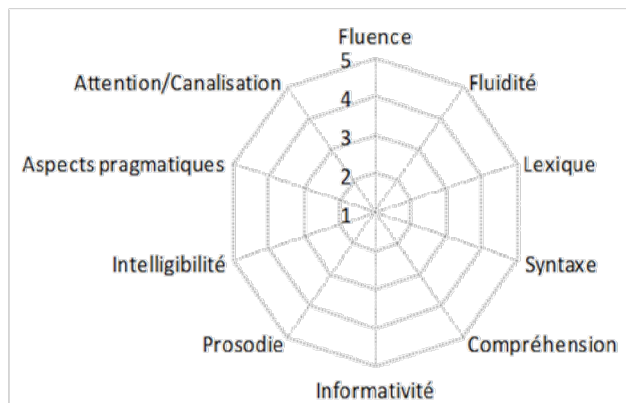 Fluence
5
Attention/Canalisation
Fluidité
4
3
Aspects pragmatiques
Lexique
2
1
Intelligibilité
Syntaxe
Prosodie
Compréhension
Informativité